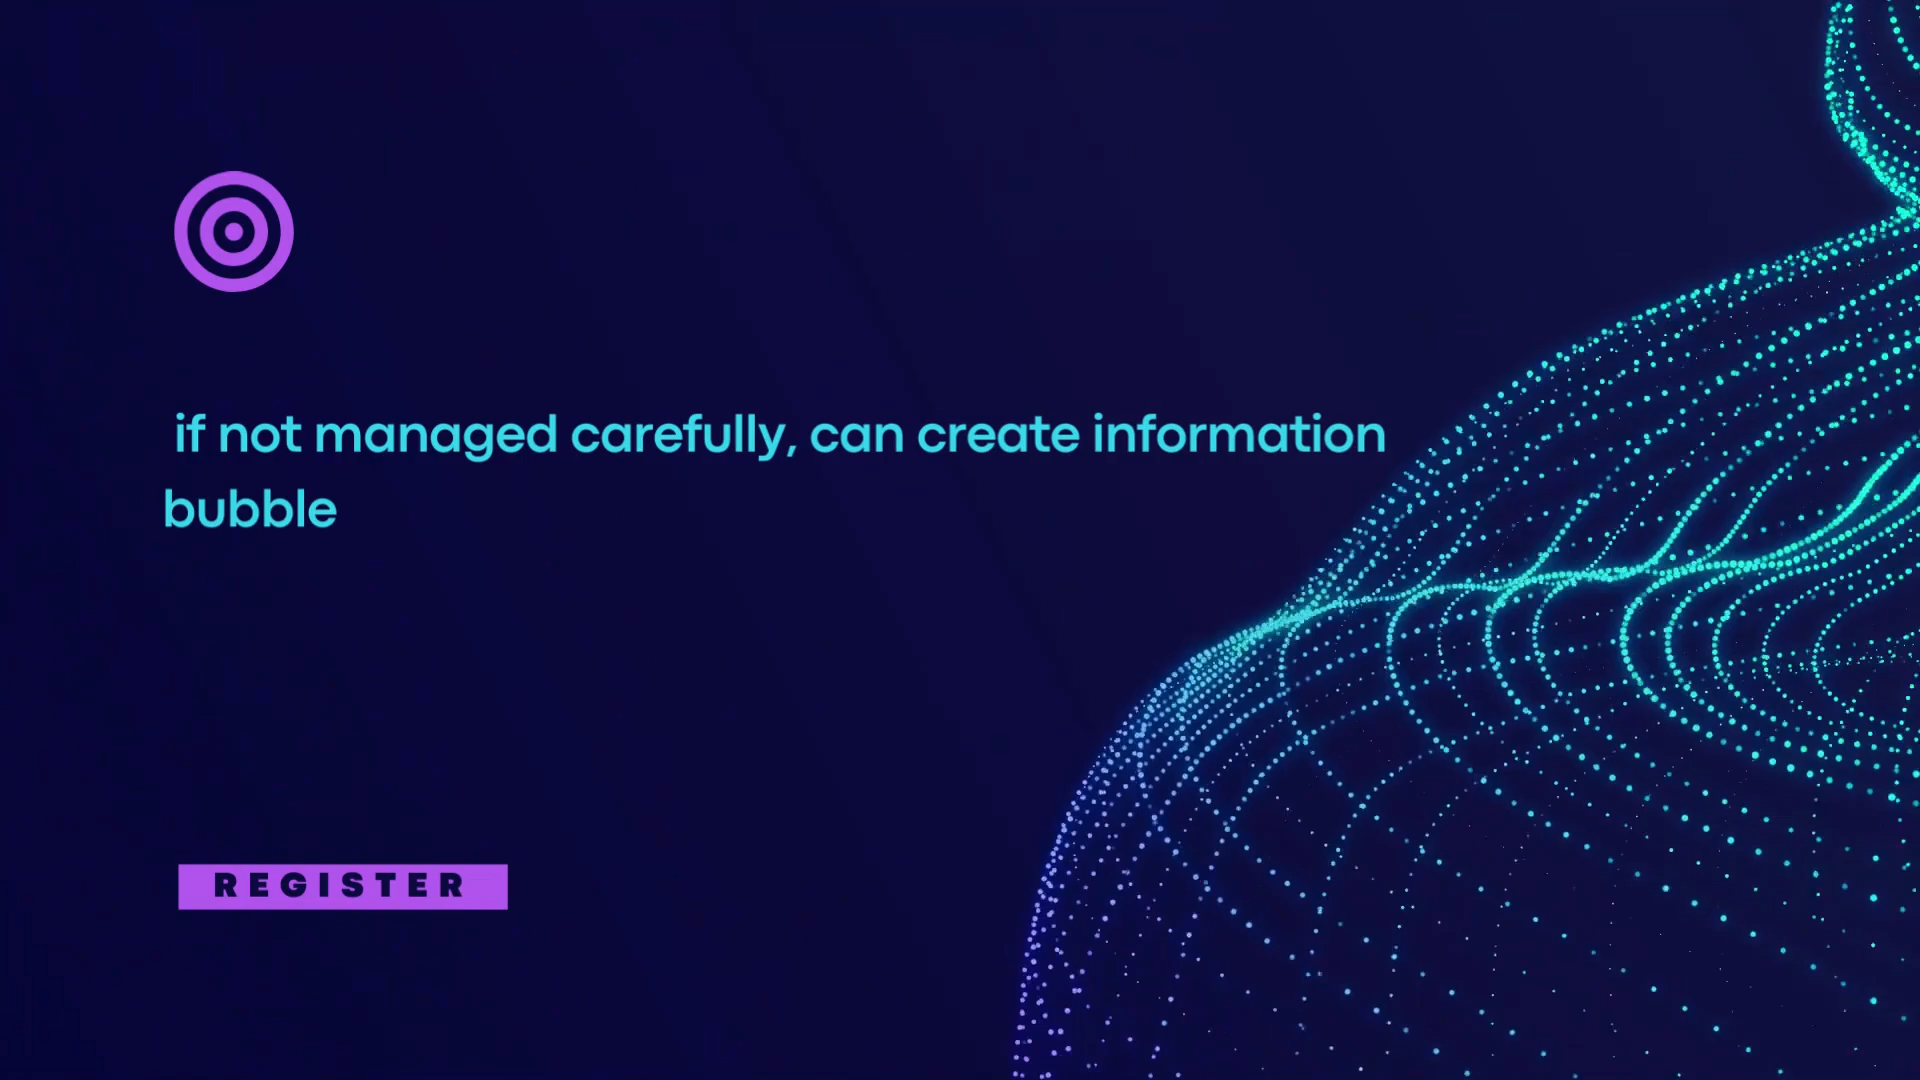 if not managed carefully, can create information
bubble
REGISTER